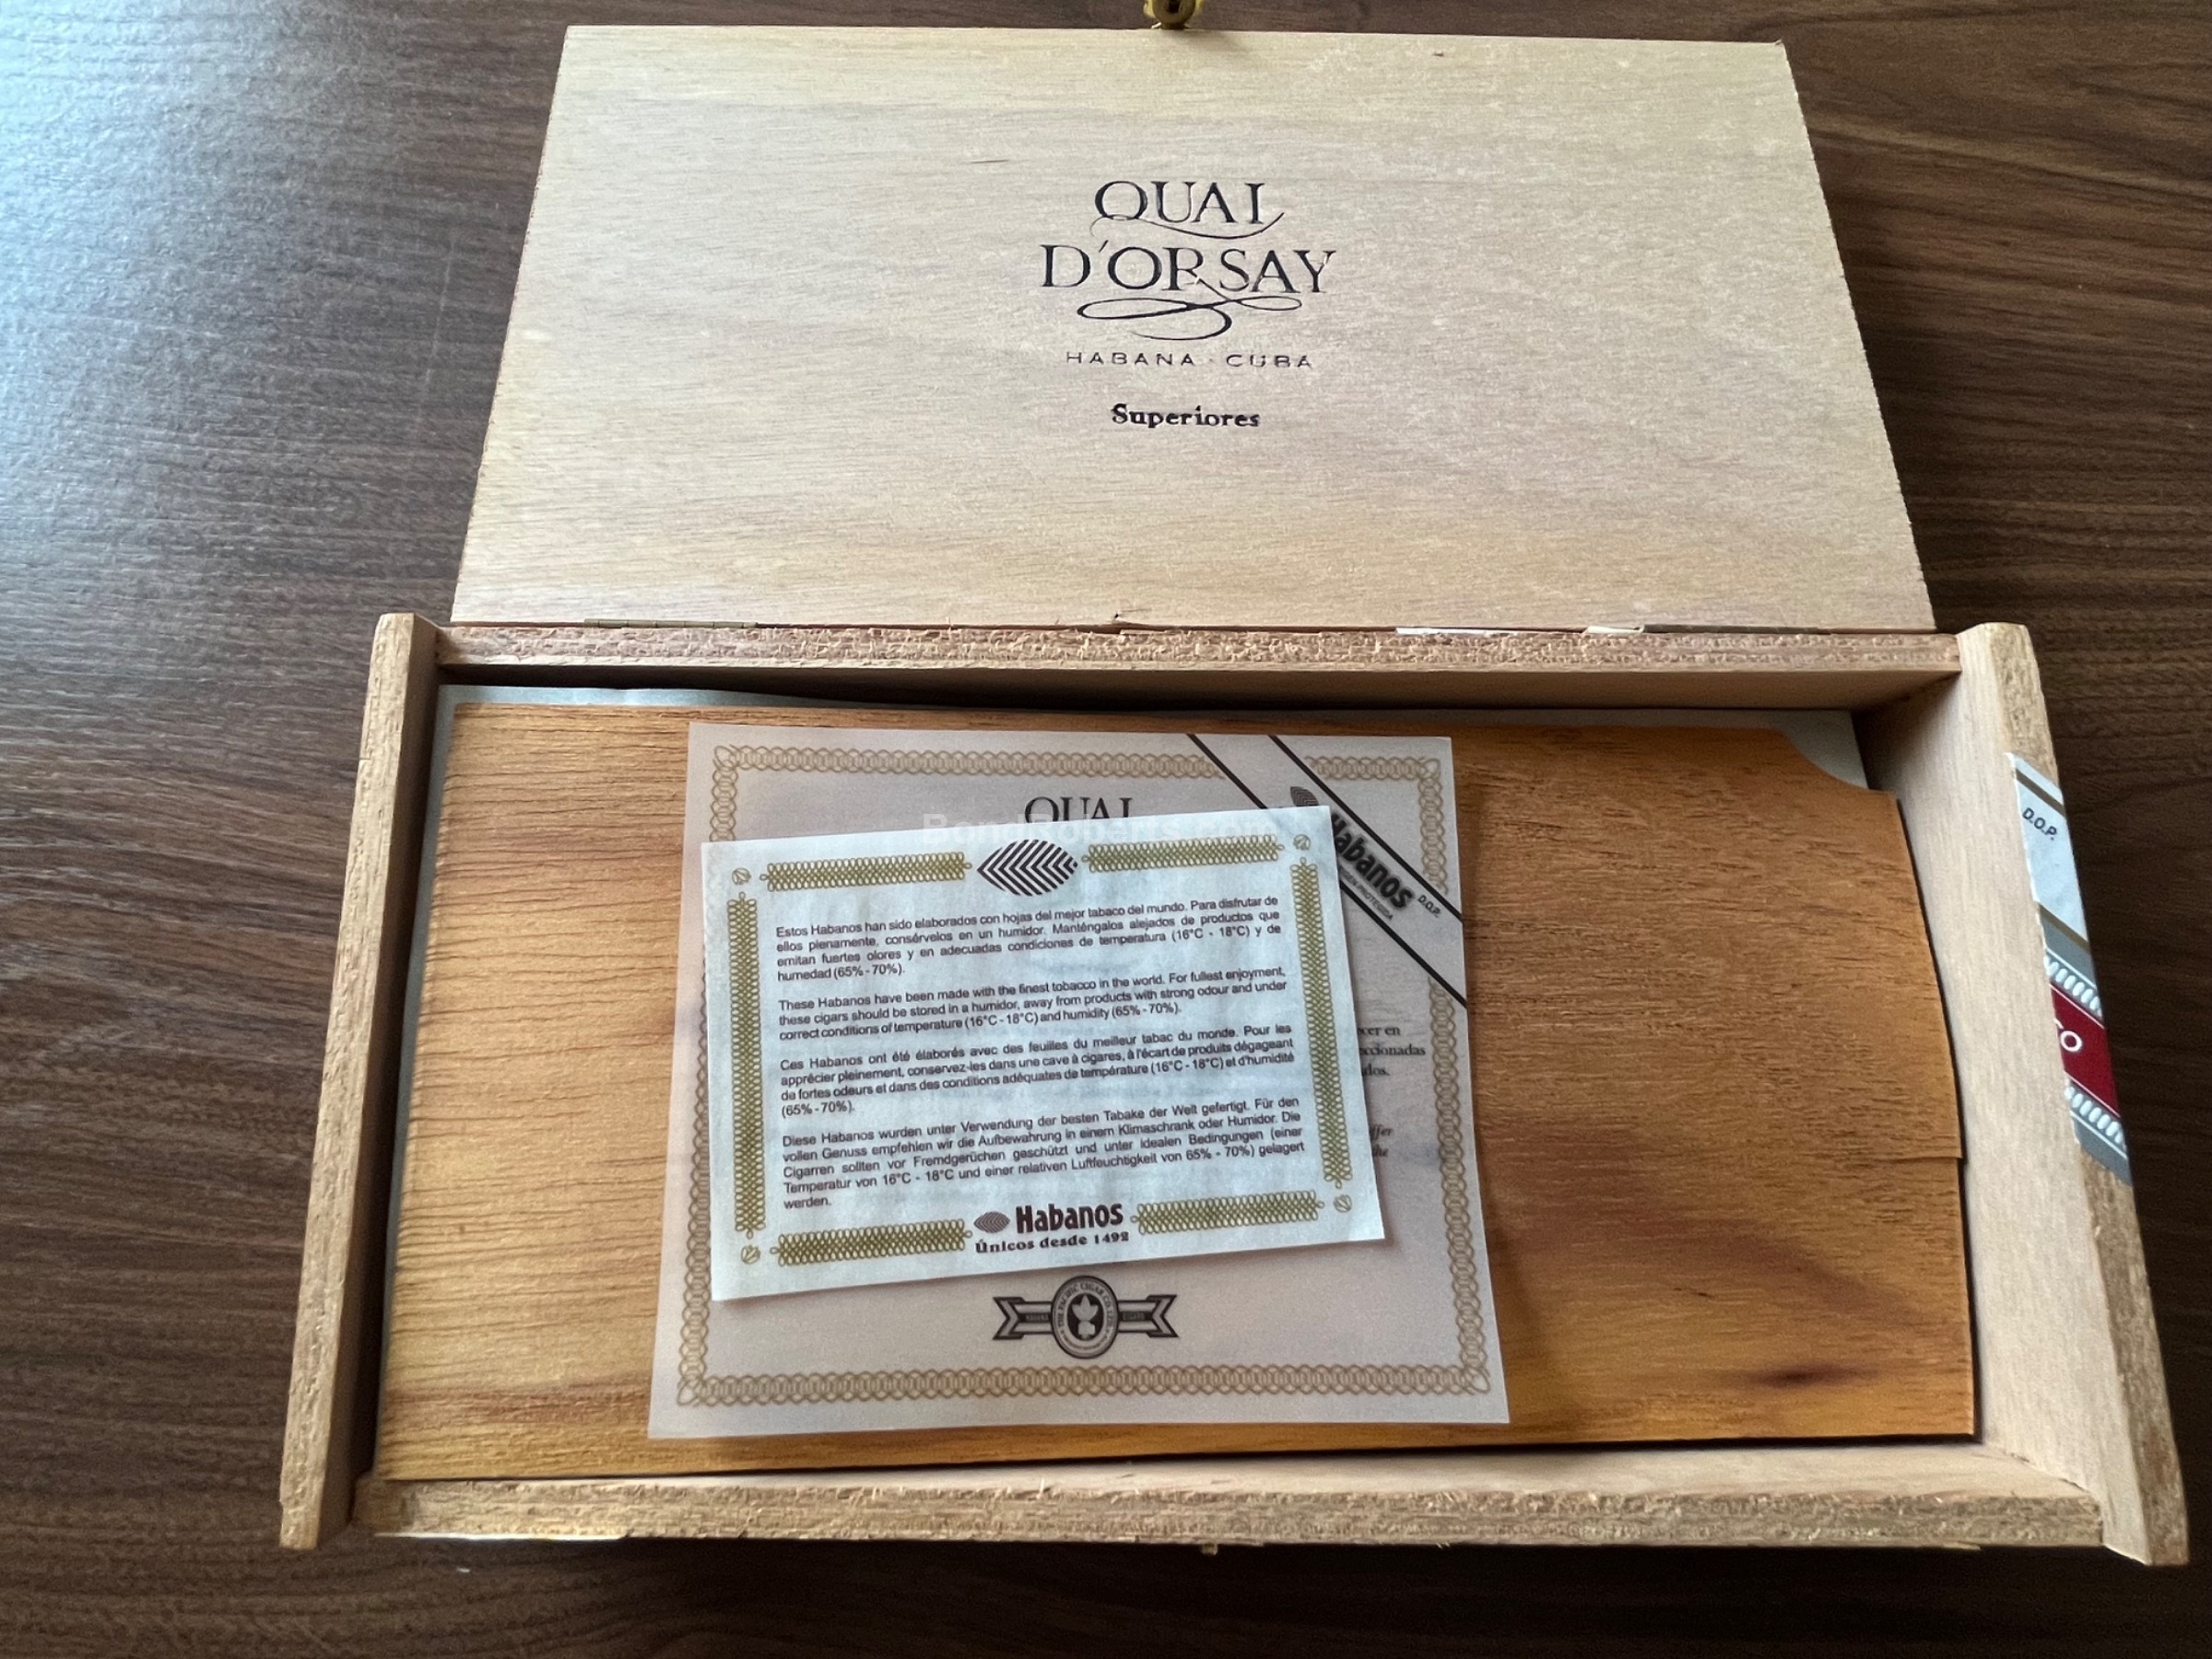 QUAI
D'ORSAY
HABANA - CUBA
Superiores
QUAI
Habanos
D.O.P.
D.O.P.
Estos Habanos han sido elaborados con hojas del mejor tabaco del mundo. Para disfrutar de
ellos plenamente, consérvelos en un humidor. Manténgalos alejados de productos que
emitan fuertes olores y en adecuadas condiciones de temperatura (16°C - 18°C) y de
humedad (65% - 70%).
These Habanos have been made with the finest tobacco in the world. For fullest enjoyment,
these cigars should be stored in a humidor, away from products with strong odour and under
correct conditions of temperature (16°C - 18°C) and humidity (65% - 70%).
Ces Habanos ont été élaborés avec des feuilles du meilleur tabac du monde. Pour les
apprécier pleinement, conservez-les dans une cave à cigares, à l'écart de produits dégageant
de fortes odeurs et dans des conditions adéquates de température (16°C - 18°C) et d'humidité
(65% - 70%).
Diese Habanos wurden unter Verwendung der besten Tabake der Welt gefertigt. Für den
vollen Genuss empfehlen wir die Aufbewahrung in einem Klimaschrank oder Humidor. Die
Cigarren sollten vor Fremdgerüchen geschützt und unter idealen Bedingungen (einer
Temperatur von 16°C - 18°C und einer relativen Luftfeuchtigkeit von 65% - 70%) gelagert
werden.
Habanos
Únicos desde 1492
THE PACIFIC CIGAR CO. LTD.